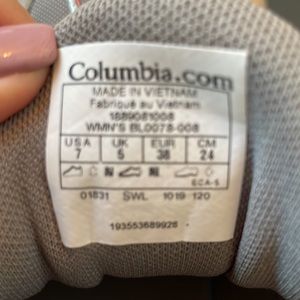 Columbia.com
MADE IN VIETNAM
Fabriqué au Vietnam
1889081008
WMN'S BL0078-008
USA UK EUR CM
7 5 38 24
ECA-5
01831 SWL 1019 120
193553689928